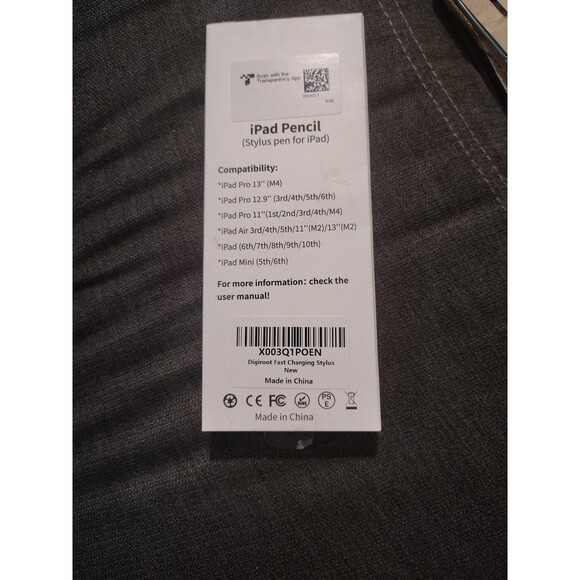 Scan with the
Transparency App
iPad Pencil
(Stylus pen for iPad)
Compatibility:
*iPad Pro 13'' (M4)
*iPad Pro 12.9'' (3rd/4th/5th/6th)
*iPad Pro 11''(1st/2nd/3rd/4th/M4)
*iPad Air 3rd/4th/5th/11''(M2)/13''(M2)
*iPad (6th/7th/8th/9th/10th)
*iPad Mini (5th/6th)
For more information: check the
user manual!
X003Q1POEN
Digiroot Fast Charging Stylus
New
Made in China
CE FC PS E
Made in China